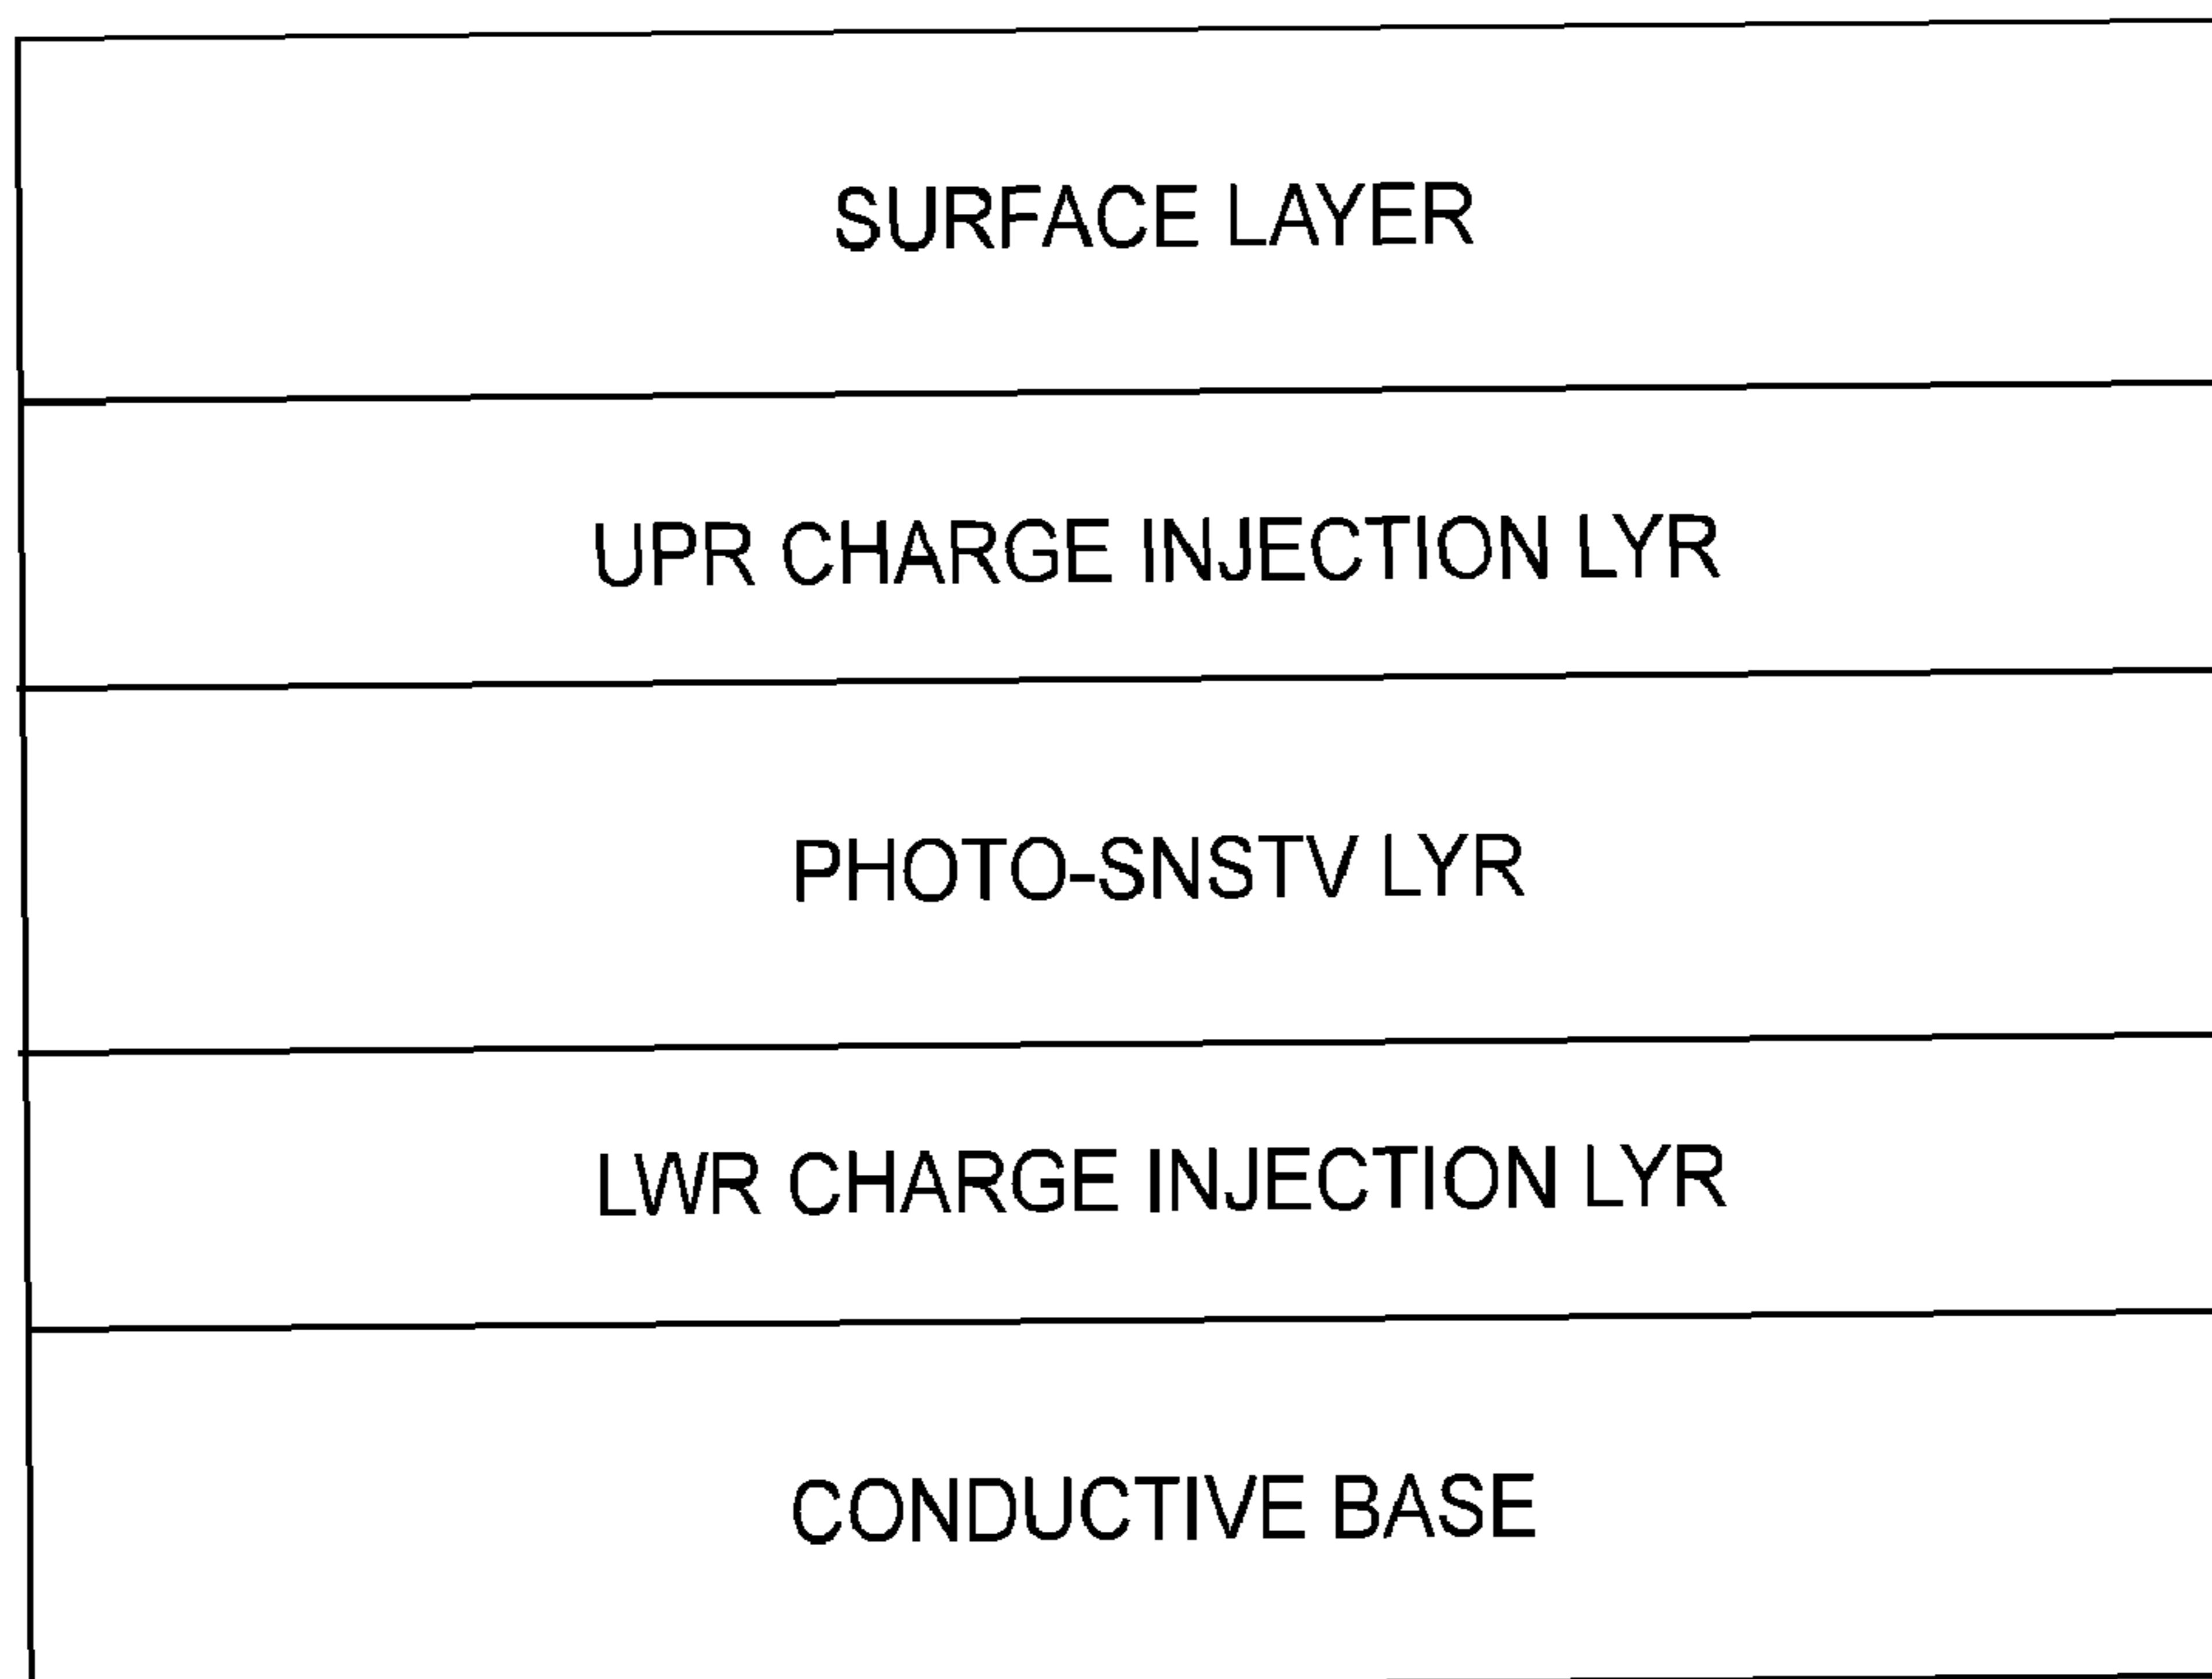 SURFACE LAYER
UPR CHARGE INJECTION LYR
PHOTO-SNSTV LYR
LWR CHARGE INJECTION LYR
CONDUCTIVE BASE